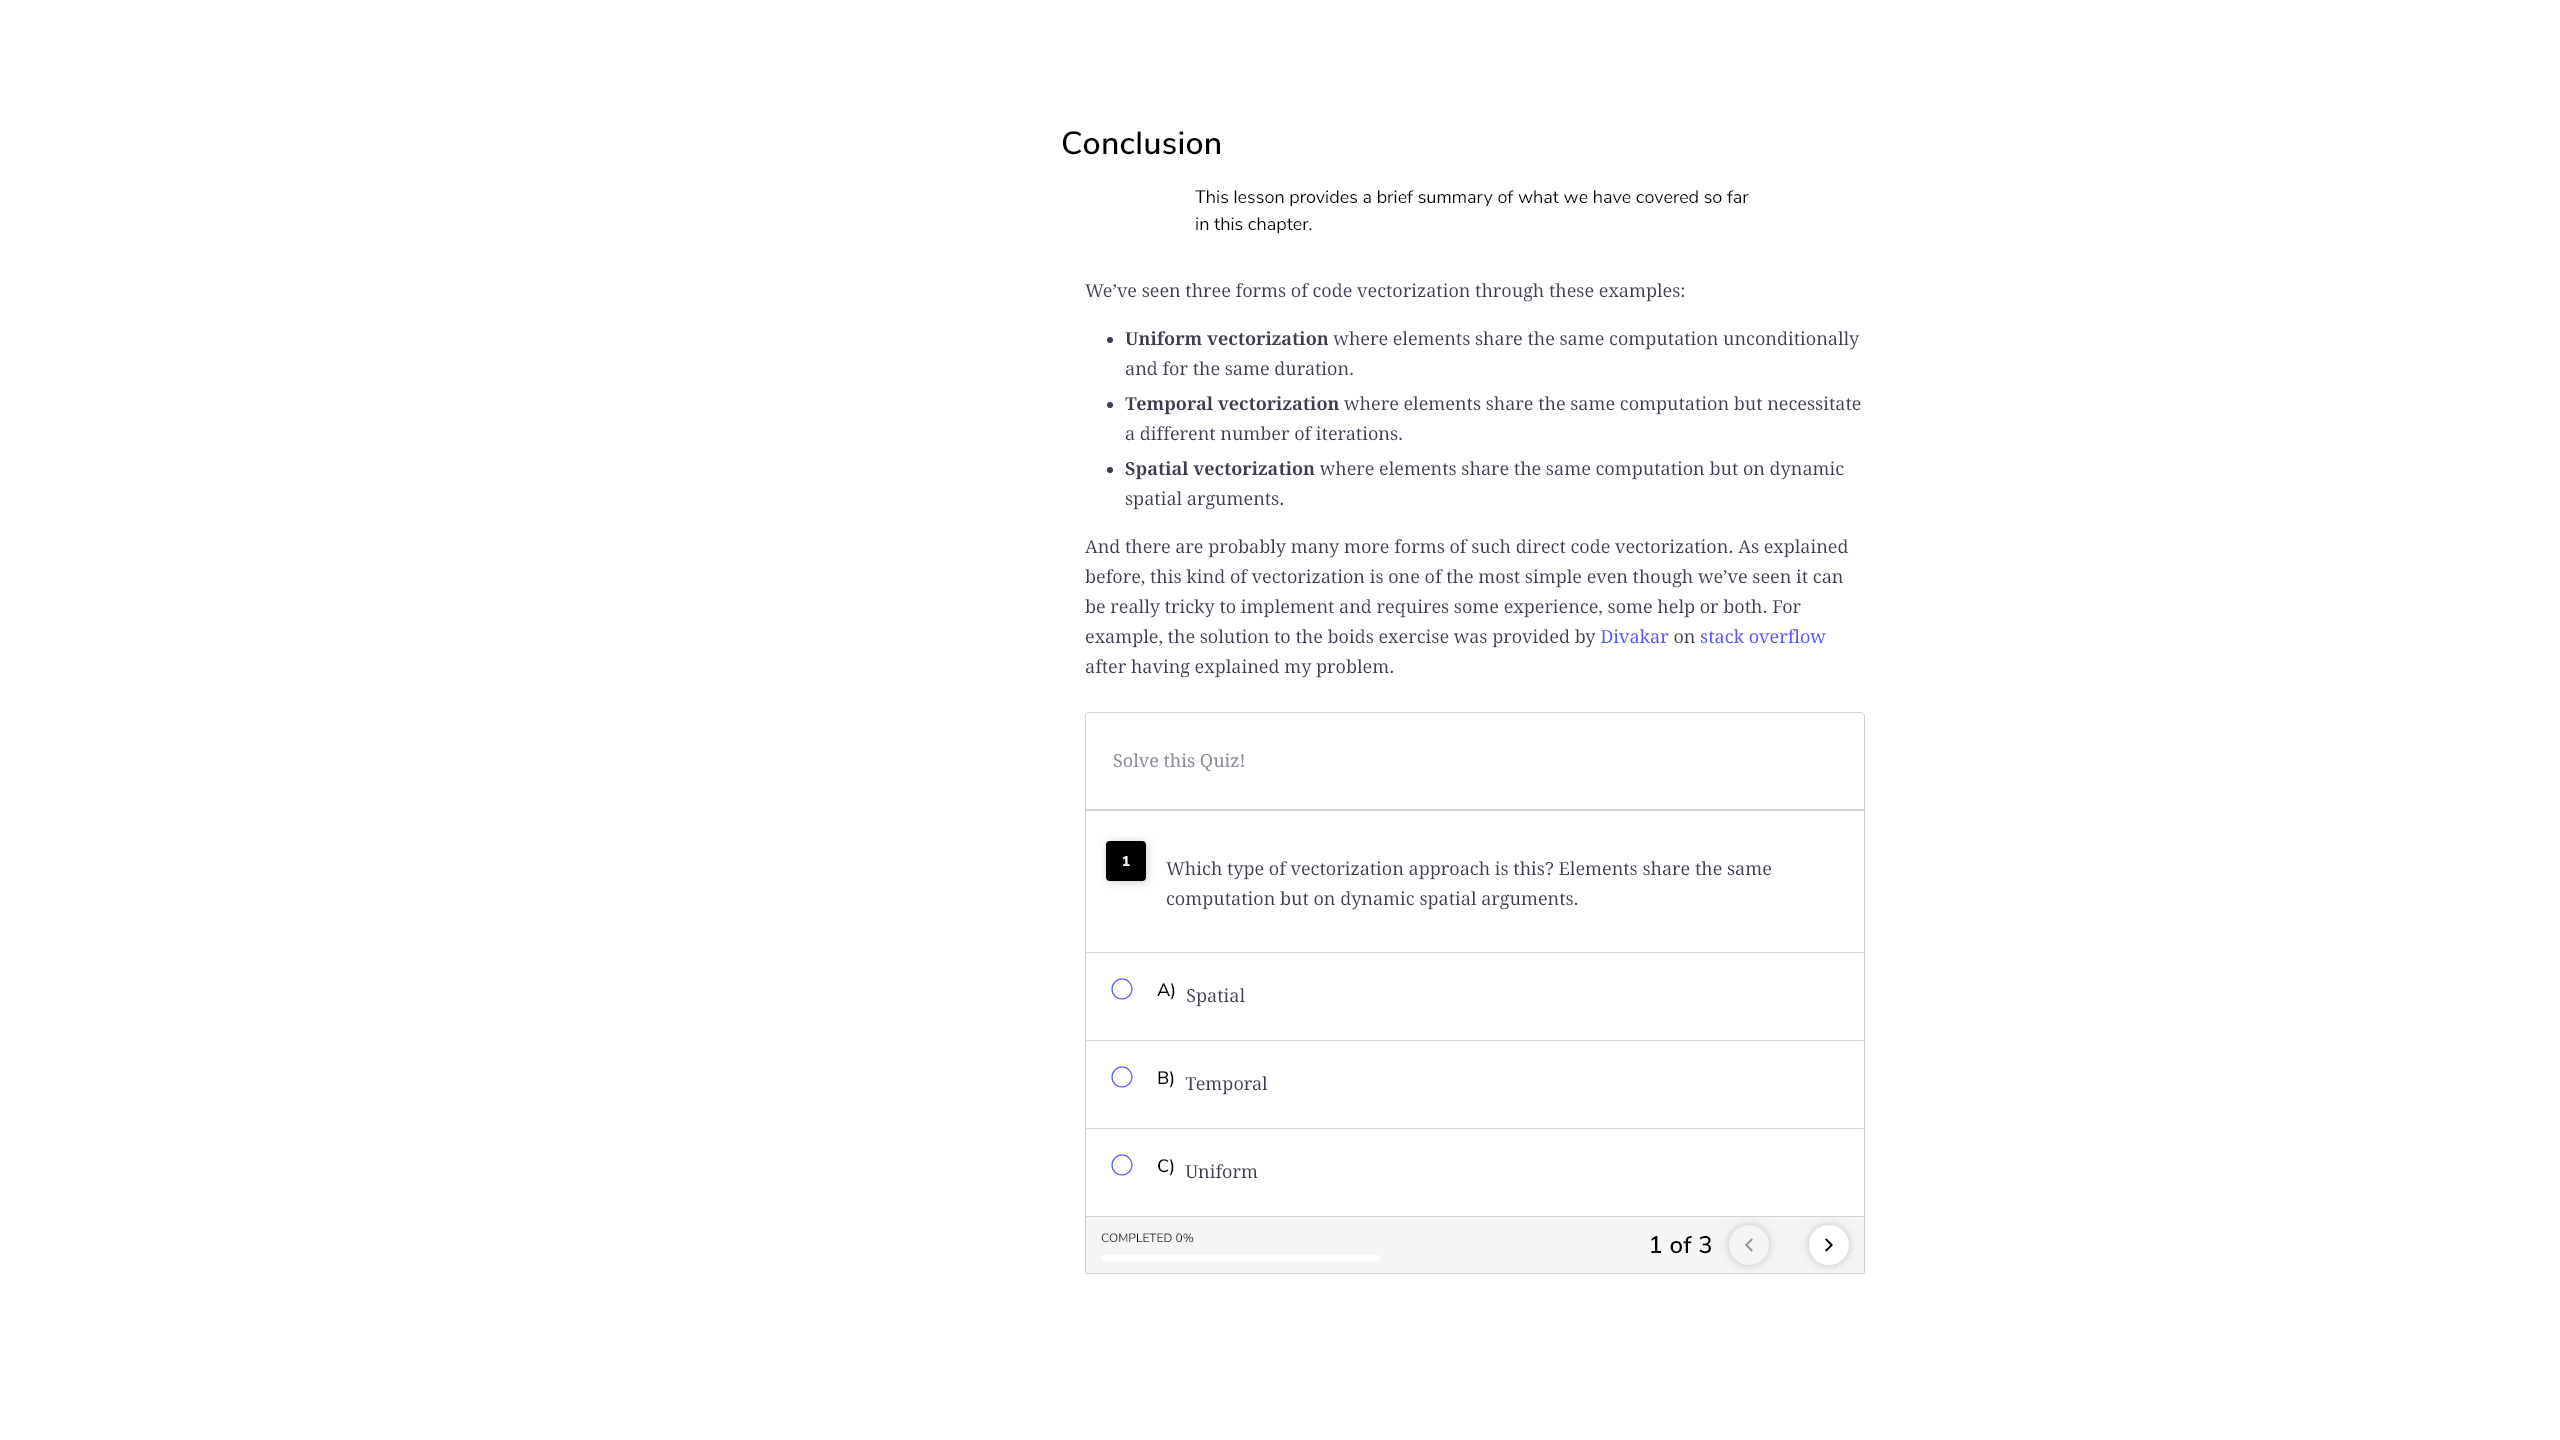 Conclusion
This lesson provides a brief summary of what we have covered so far
in this chapter.
We’ve seen three forms of code vectorization through these examples:
• Uniform vectorization where elements share the same computation unconditionally
and for the same duration.
• Temporal vectorization where elements share the same computation but necessitate
a different number of iterations.
• Spatial vectorization where elements share the same computation but on dynamic
spatial arguments.
And there are probably many more forms of such direct code vectorization. As explained
before, this kind of vectorization is one of the most simple even though we’ve seen it can
be really tricky to implement and requires some experience, some help or both. For
example, the solution to the boids exercise was provided by Divakar on stack overflow
after having explained my problem.
Solve this Quiz!
1
Which type of vectorization approach is this? Elements share the same
computation but on dynamic spatial arguments.
A) Spatial
B) Temporal
C) Uniform
COMPLETED 0%
1 of 3